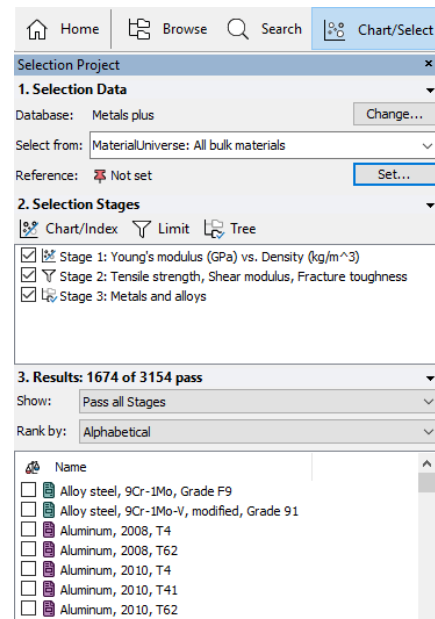 Home Browse Search Chart/Select
Selection Project ×
1. Selection Data
Database: Metals plus Change...
Select from: MaterialUniverse: All bulk materials
Reference: Not set Set...
2. Selection Stages
Chart/Index Limit Tree
Stage 1: Young's modulus (GPa) vs. Density (kg/m^3)
Stage 2: Tensile strength, Shear modulus, Fracture toughness
Stage 3: Metals and alloys
3. Results: 1674 of 3154 pass
Show: Pass all Stages
Rank by: Alphabetical
Name
Alloy steel, 9Cr-1Mo, Grade F9
Alloy steel, 9Cr-1Mo-V, modified, Grade 91
Aluminum, 2008, T4
Aluminum, 2008, T62
Aluminum, 2010, T4
Aluminum, 2010, T41
Aluminum, 2010, T62